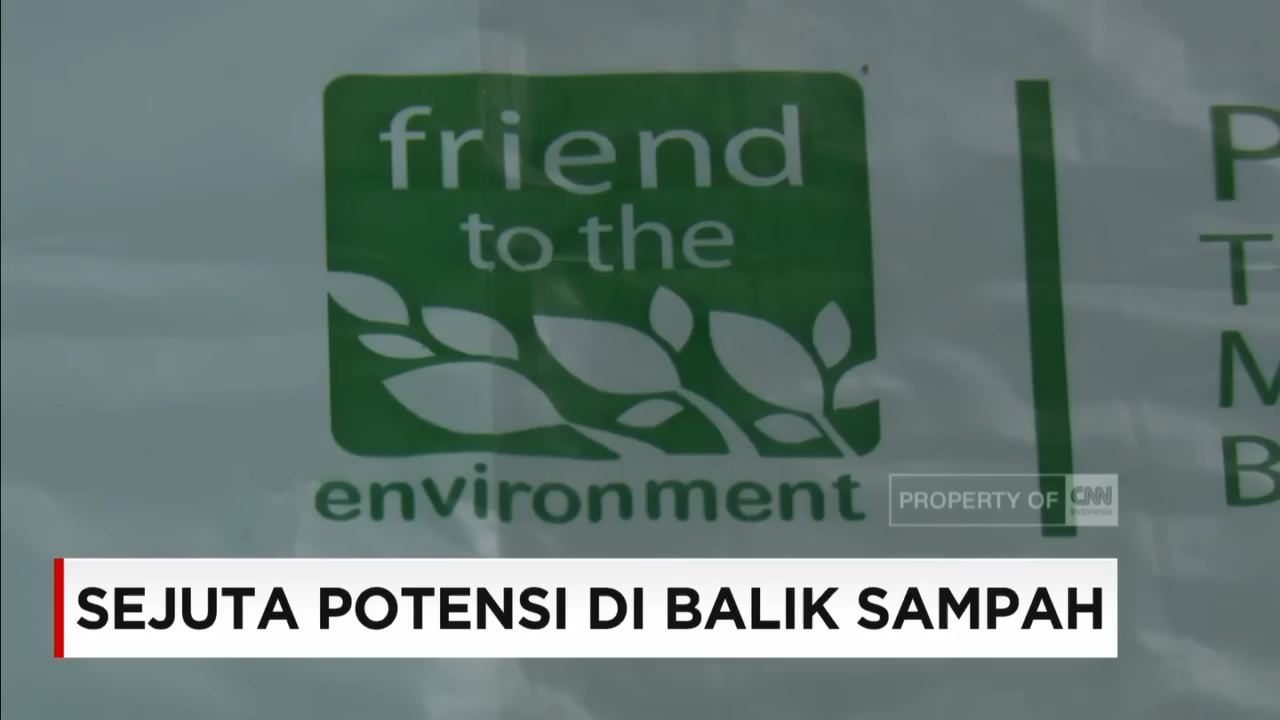 friend
to the
environment
PROPERTY OF CNN Indonesia
SEJUTA POTENSI DI BALIK SAMPAH